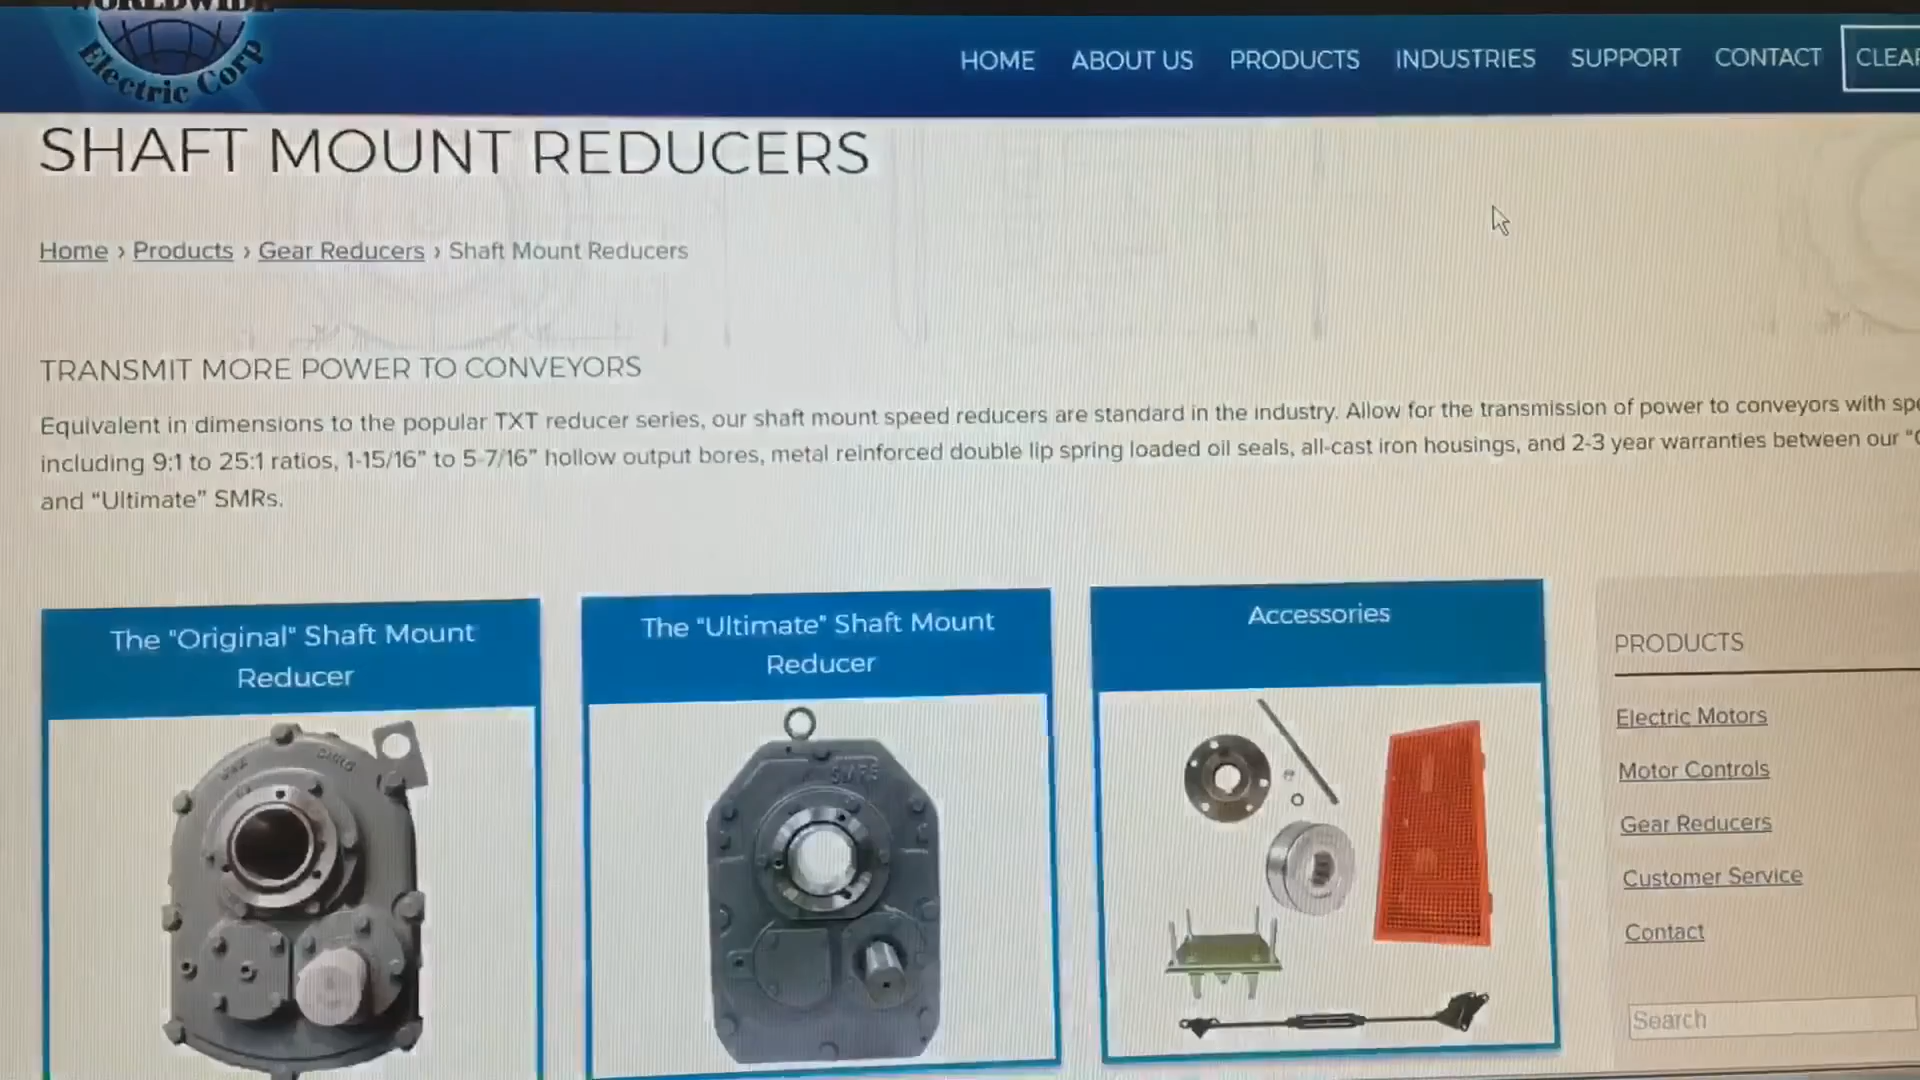 WORLDWIDE
Electric Corp
HOME ABOUT US PRODUCTS INDUSTRIES SUPPORT CONTACT
SHAFT MOUNT REDUCERS
Home › Products › Gear Reducers › Shaft Mount Reducers
TRANSMIT MORE POWER TO CONVEYORS
Equivalent in dimensions to the popular TXT reducer series, our shaft mount speed reducers are standard in the industry. Allow for the transmission of power to conveyors with
including 9:1 to 25:1 ratios, 1-15/16" to 5-7/16" hollow output bores, metal reinforced double lip spring loaded oil seals, all-cast iron housings, and 2-3 year warranties between our
and “Ultimate” SMRs.
The "Original" Shaft Mount
Reducer
The "Ultimate" Shaft Mount
Reducer
Accessories
PRODUCTS
Electric Motors
Motor Controls
Gear Reducers
Customer Service
Contact
Search